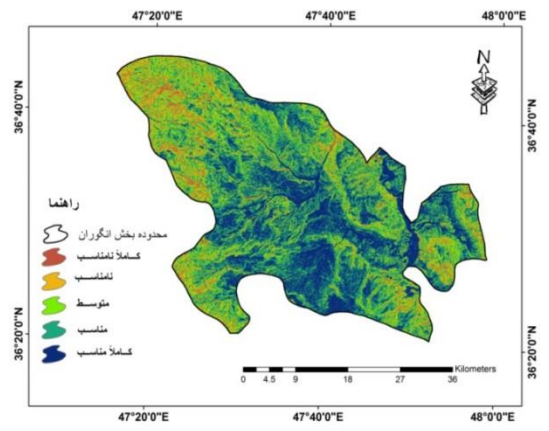 47°20'0"E 47°40'0"E 48°0'0"E
N
36°40'0"N 36°40'0"N
راهنما
محدوده بخش انگوران
کاملاً نامناسب
نامناسب
متوسط
مناسب
کاملاً مناسب
36°20'0"N 36°20'0"N
Kilometers
0 4.5 9 18 27 36
47°20'0"E 47°40'0"E 48°0'0"E